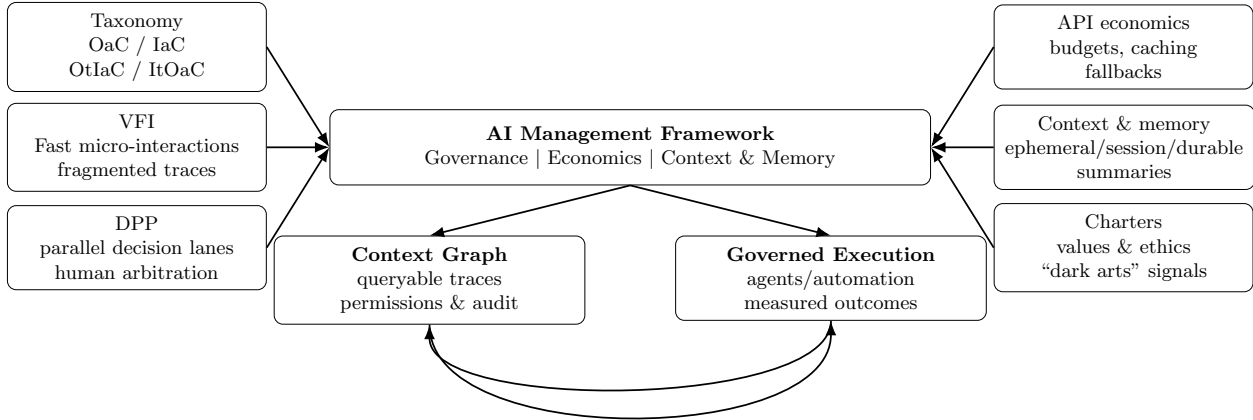 Taxonomy
OaC / IaC
OtIaC / ItOaC
VFI
Fast micro-interactions
fragmented traces
DPP
parallel decision lanes
human arbitration
AI Management Framework
Governance | Economics | Context & Memory
Context Graph
queryable traces
permissions & audit
Governed Execution
agents/automation
measured outcomes
API economics
budgets, caching
fallbacks
Context & memory
ephemeral/session/durable
summaries
Charters
values & ethics
“dark arts” signals